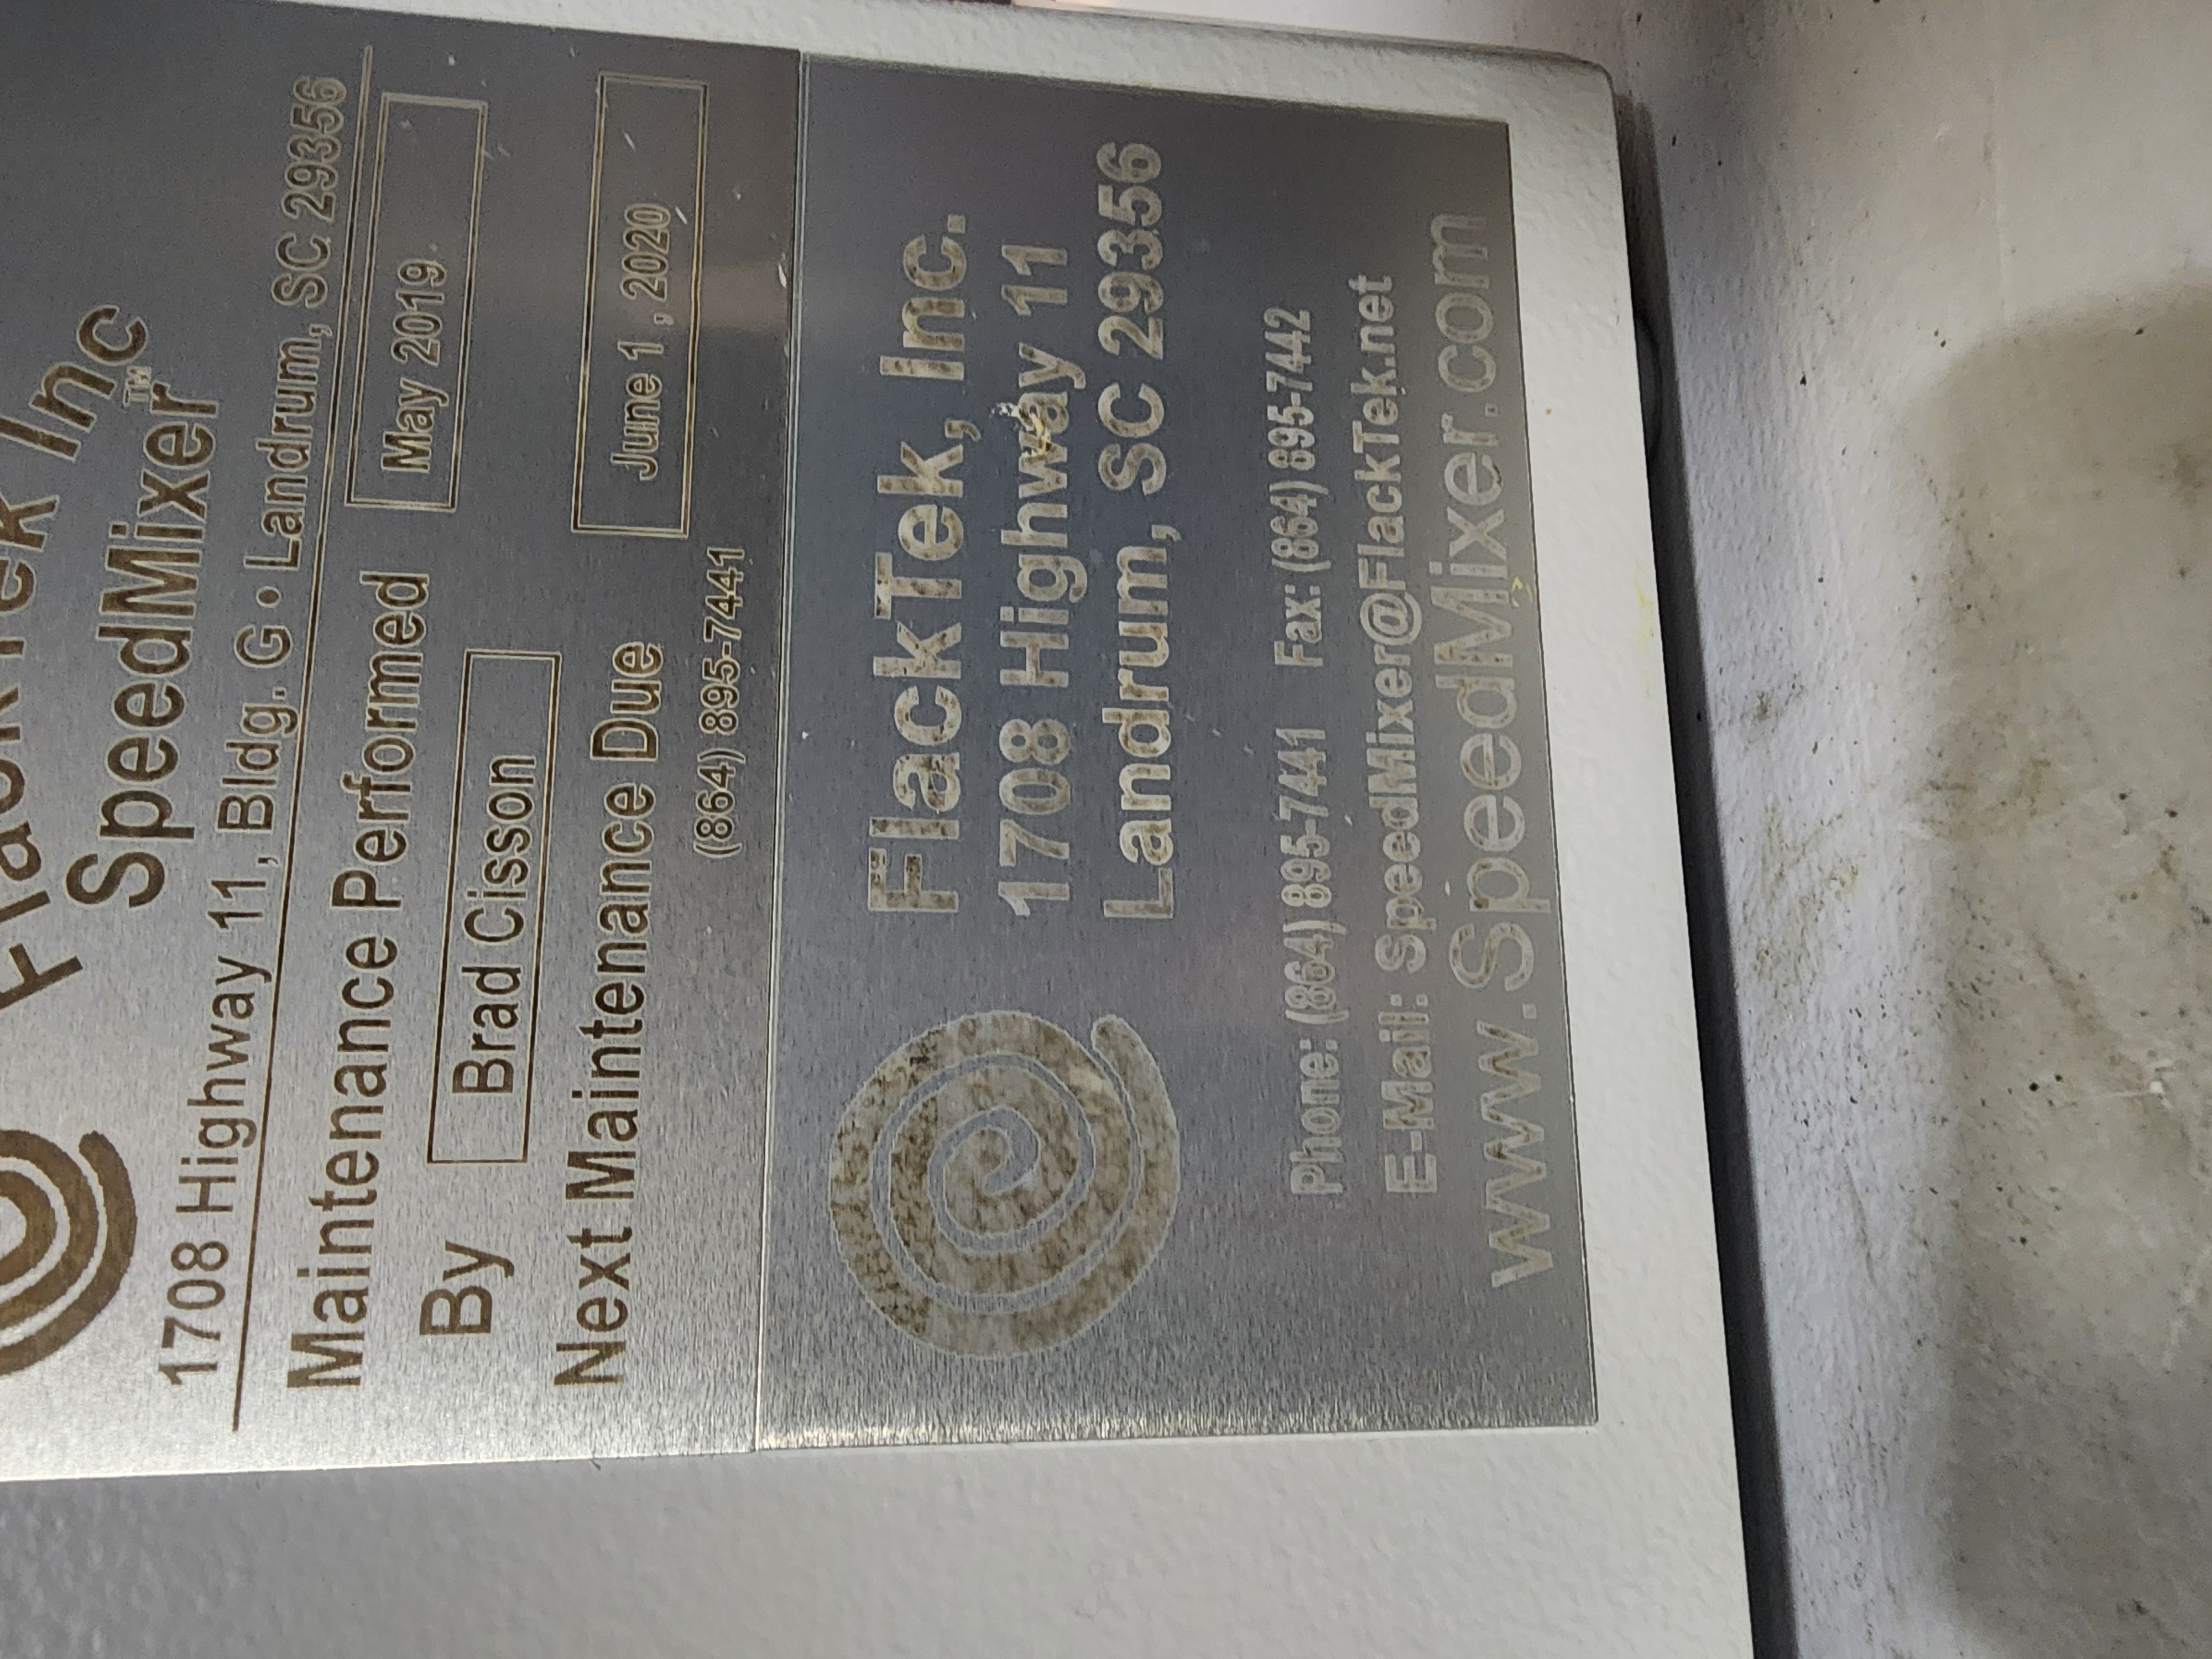 FlackTek Inc
SpeedMixer™
1708 Highway 11, Bldg. G • Landrum, SC 29356
Maintenance Performed May 2019
By Brad Cisson
Next Maintenance Due June 1, 2020
(864) 895-7441
FlackTek, Inc.
1708 Highway 11
Landrum, SC 29356
Phone: (864) 895-7441 Fax: (864) 895-7442
E-Mail: SpeedMixer@FlackTek.net
www.SpeedMixer.com